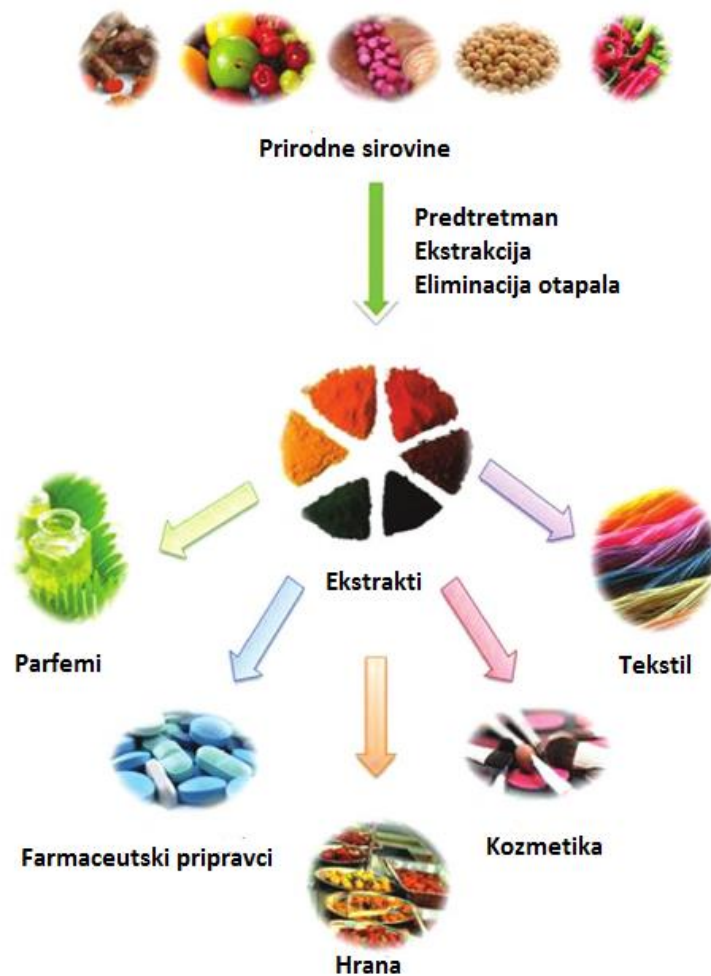 Prirodne sirovine
Predtretman
Ekstrakcija
Eliminacija otapala
Ekstrakti
Parfemi
Tekstil
Farmaceutski pripravci
Kozmetika
Hrana